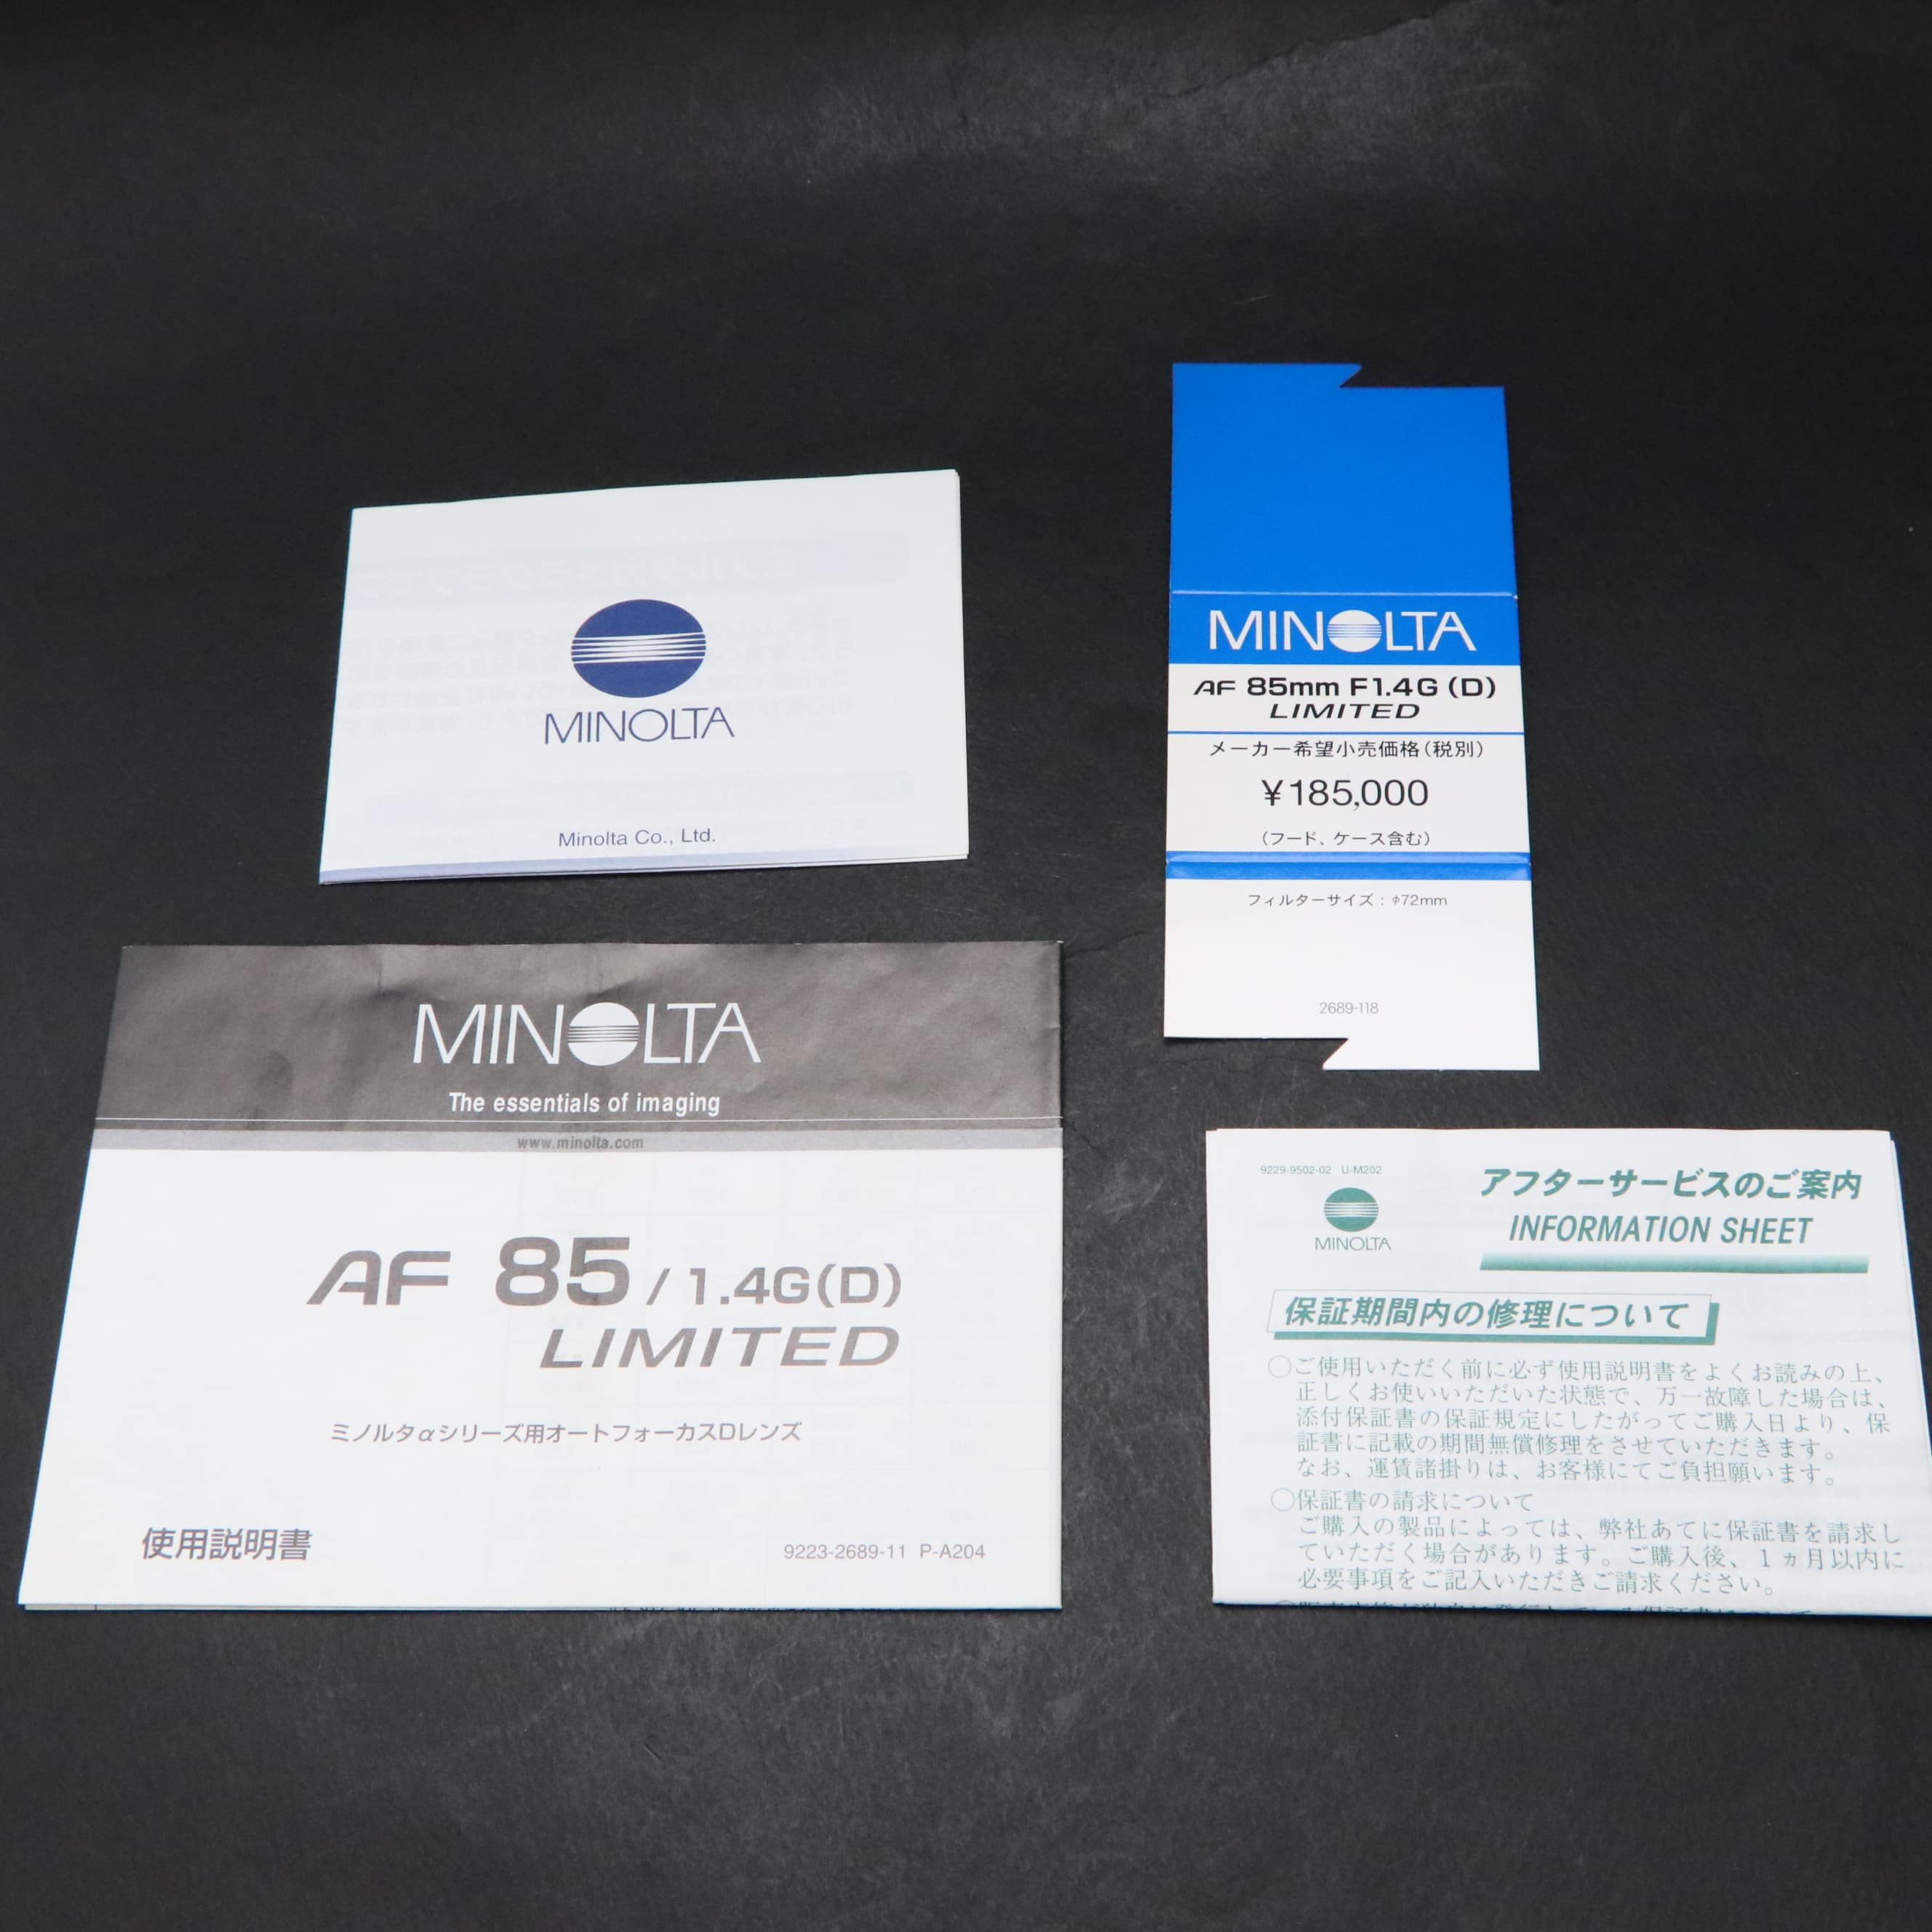 MINOLTA
Minolta Co., Ltd.
MINOLTA
AF 85mm F1.4G (D)
LIMITED
メーカー希望小売価格(税別)
¥185,000
(フード、ケース含む)
フィルターサイズ:φ72mm
2689-118
MINOLTA
The essentials of imaging
www.minolta.com
AF 85 / 1.4G(D)
LIMITED
ミノルタαシリーズ用オートフォーカスDレンズ
使用説明書
9223-2689-11 P-A204
9229-9502-02 U-M202
MINOLTA
アフターサービスのご案内
INFORMATION SHEET
保証期間内の修理について
○ご使用いただく前に必ず使用説明書をよくお読みの上、
正しくお使いいただいた状態で、万一故障した場合は、
添付保証書の保証規定にしたがってご購入日より、保
証書に記載の期間無償修理をさせていただきます。
なお、運賃諸掛りは、お客様にてご負担願います。
○保証書の請求について
ご購入の製品によっては、弊社あてに保証書を請求し
ていただく場合があります。ご購入後、1ヵ月以内に
必要事項をご記入いただきご請求ください。